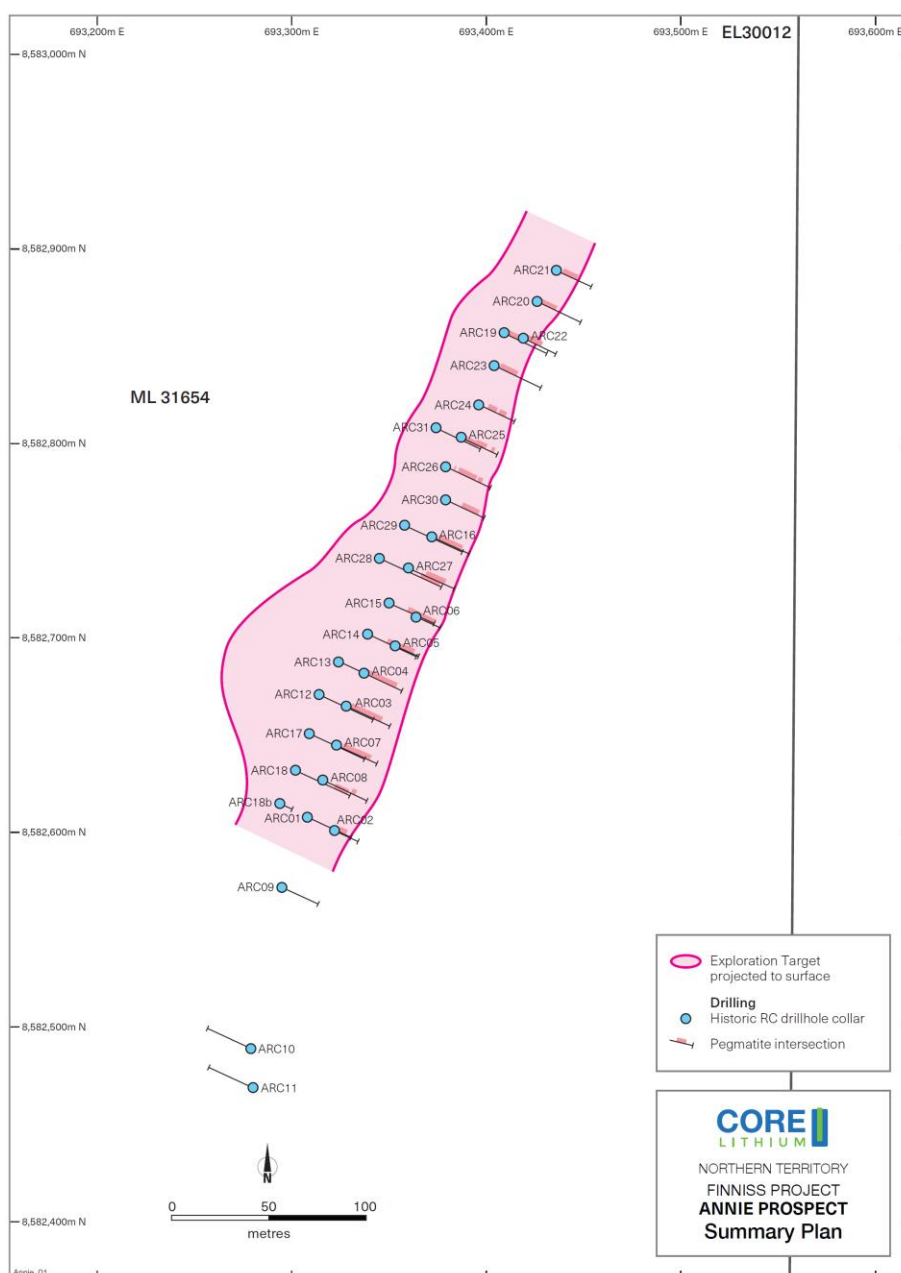 693,200m E
693,300m E
693,400m E
693,500m E
EL30012
693,600m E
8,583,000m N
8,582,900m N
ARC21
ARC20
ARC19
ARC22
ARC23
ML 31654
ARC24
ARC31
ARC25
8,582,800m N
ARC26
ARC30
ARC29
ARC16
ARC28
ARC27
ARC15
ARC06
8,582,700m N
ARC14
ARC05
ARC13
ARC04
ARC12
ARC03
ARC17
ARC07
ARC18
ARC08
ARC18b
ARC01
ARC02
8,582,600m N
ARC09
Exploration Target
projected to surface
Drilling
Historic RC drillhole collar
Pegmatite intersection
8,582,500m N
ARC10
ARC11
N
0 50 100
metres
CORE
LITHIUM
NORTHERN TERRITORY
FINNISS PROJECT
ANNIE PROSPECT
Summary Plan
8,582,400m N
Annie_01